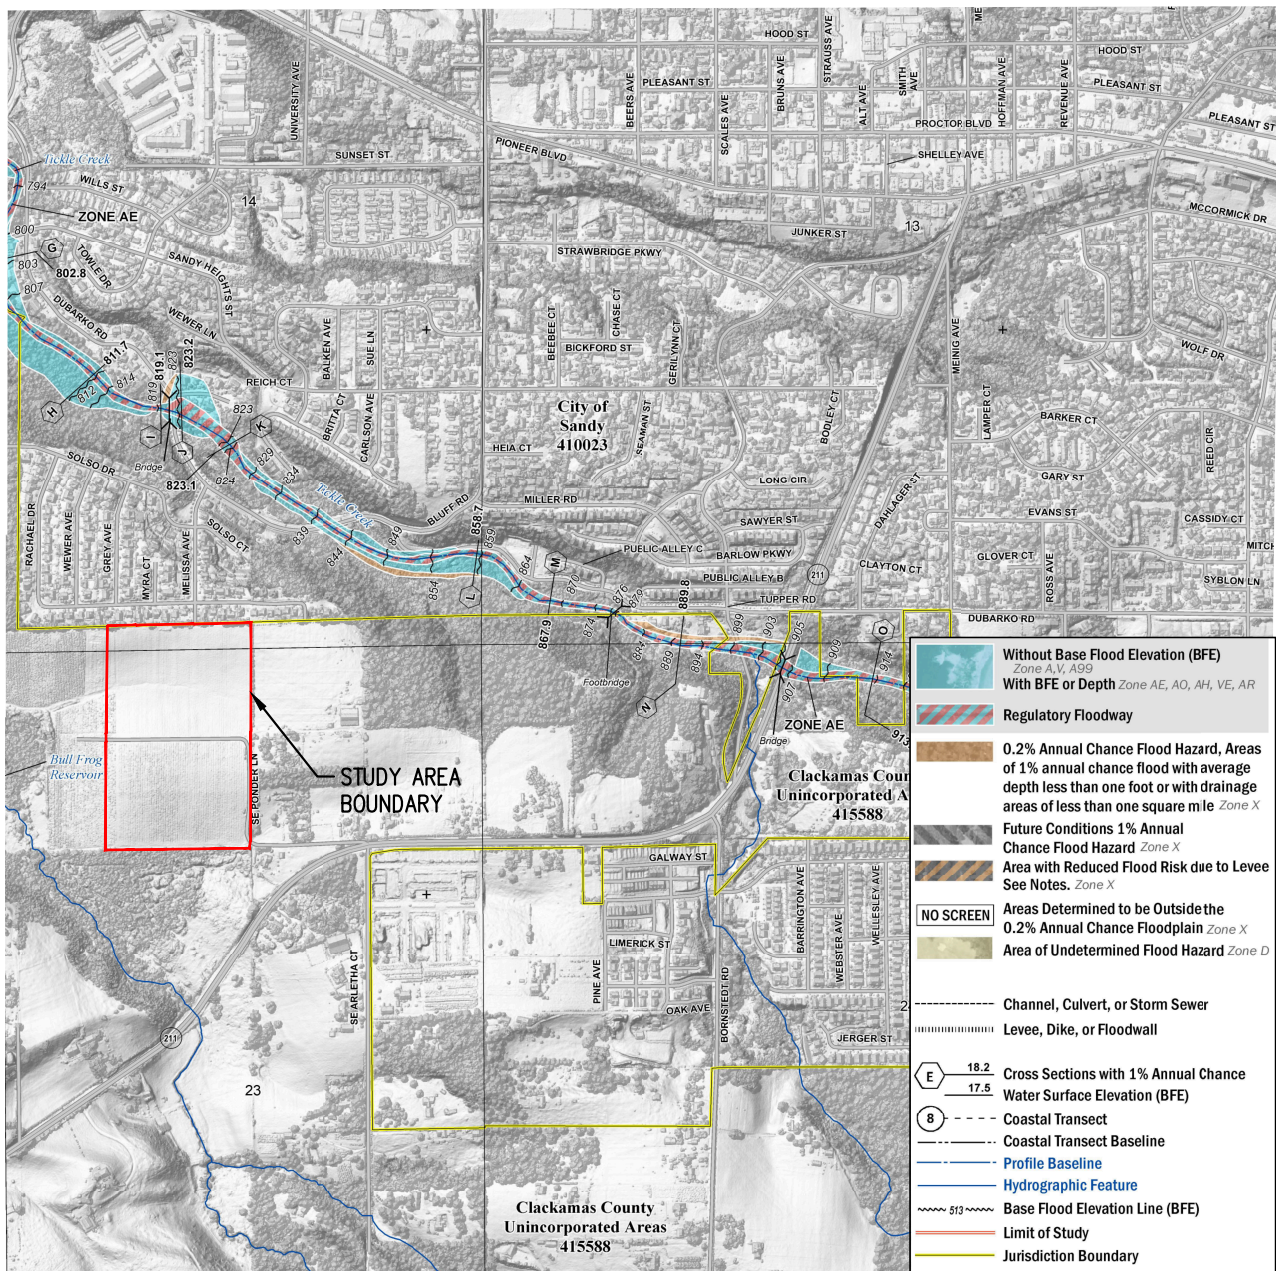 HOOD ST
STRAUSS AVE
ME
HOOD ST
PLEASANT ST
BEERS AVE
BRUNS AVE
SMITH
AVE
ALT AVE
HOFFMAN AVE
REVENUE AVE
PLEASANT ST
UNIVERSITY AVE
SCALES AVE
PROCTOR BLVD
PLEASANT ST
PIONEER BLVD
SUNSET ST
SHELLEY AVE
Tickle Creek
794
WILLS ST
ZONE AE
14
13
MCCORMICK DR
JUNKER ST
800
G
803
802.8
TOWLE DR
SANDY HEIGHTS ST
STRAWBRIDGE PKWY
807
DUBARKO RD
WEWER LN
BALKEN AVE
SUE LN
BEEBEE CT
CHASE CT
BICKFORD ST
GERILYNN CT
MEINIG AVE
WOLF DR
811.7
814
812
H
819
819.1
823
823.2
REICH CT
I
J
K
823
Bridge
823.1
824
829
834
BRITTA CT
CARLSON AVE
City of
Sandy
410023
HEIA CT
SEAMAN ST
BODLEY CT
LAMPER CT
BARKER CT
REED CIR
GARY ST
LONG CIR
SOLSO DR
RACHAEL DR
WEWER AVE
GREY AVE
MYRA CT
MELISSA AVE
SOLSO CT
Tickle Creek
BLUFF RD
MILLER RD
SAWYER ST
DAHLAGER ST
EVANS ST
CASSIDY CT
MITCH
839
844
849
854
858.7
859
L
864
M
870
PUBLIC ALLEY C
BARLOW PKWY
PUBLIC ALLEY B
211
CLAYTON CT
GLOVER CT
ROSS AVE
SYBLON LN
867.9
874
876
879
889.8
TUPPER RD
DUBARKO RD
884
889
894
899
903
905
907
909
O
914
913
Footbridge
N
Bridge
ZONE AE
Bull Frog
Reservoir
SE PONDER LN
STUDY AREA
BOUNDARY
Clackamas Coun
Unincorporated A
415588
GALWAY ST
LIMERICK ST
PINE AVE
OAK AVE
BORNSTEDT RD
BARRINGTON AVE
WEBSTER AVE
WELLESLEY AVE
JERGER ST
2
SE ARLETHA CT
211
23
Clackamas County
Unincorporated Areas
415588
Without Base Flood Elevation (BFE)
Zone A,V, A99
With BFE or Depth Zone AE, AO, AH, VE, AR
Regulatory Floodway
0.2% Annual Chance Flood Hazard, Areas
of 1% annual chance flood with average
depth less than one foot or with drainage
areas of less than one square mile Zone X
Future Conditions 1% Annual
Chance Flood Hazard Zone X
Area with Reduced Flood Risk due to Levee
See Notes. Zone X
NO SCREEN
Areas Determined to be Outside the
0.2% Annual Chance Floodplain Zone X
Area of Undetermined Flood Hazard Zone D
Channel, Culvert, or Storm Sewer
Levee, Dike, or Floodwall
E
18.2
17.5
Cross Sections with 1% Annual Chance
Water Surface Elevation (BFE)
8
Coastal Transect
Coastal Transect Baseline
Profile Baseline
Hydrographic Feature
513
Base Flood Elevation Line (BFE)
Limit of Study
Jurisdiction Boundary